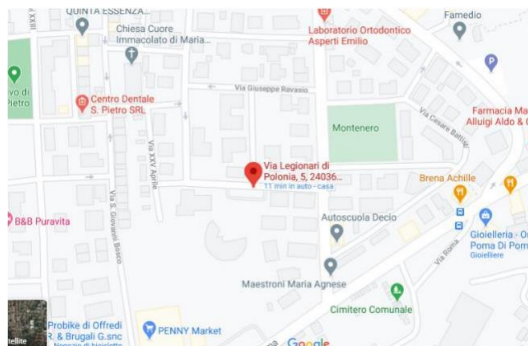 QUINTA ESSENZA...
Famedio
Chiesa Cuore
Immacolato di Maria...
Laboratorio Ortodontico
Asperti Emilio
P
Via Giuseppe Ravasio
Centro Dentale
S. Pietro SRL
Pietro
Montenero
Via Cesare Battisti
Farmacia Ma
Alluigi Aldo & C
Via Legionari di
Polonia, 5, 24036...
11 min in auto - casa
Via XXV Aprile
Brena Achille
Via S. Giovanni Bosco
B&B Puravita
Autoscuola Decio
Gioielleria - Or
Poma Di Pom
Gioielliere
Via Roma
Maestroni Maria Agnese
Cimitero Comunale
Probike di Offredi
R. & Brugali G.snc
PENNY Market
Google